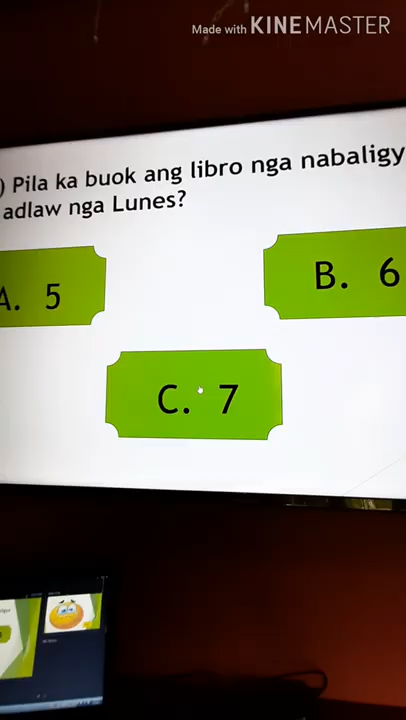 Made with KINEMASTER
) Pila ka buok ang libro nga nabaligy
adlaw nga Lunes?
A. 5
B. 6
C. 7